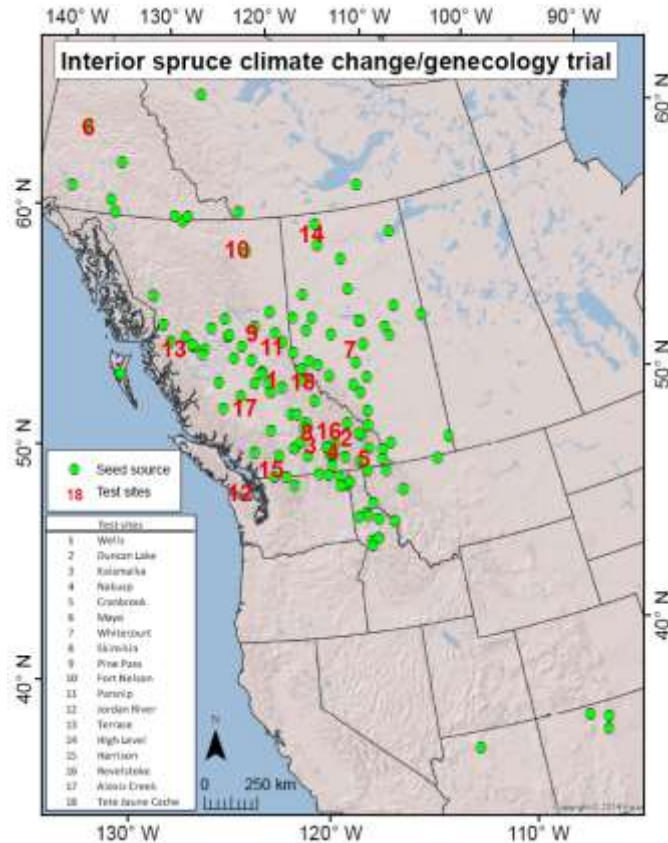 140° W 130° W 120° W 110° W 100° W 90° W
Interior spruce climate change/genecology trial
60° N
60° N
50° N
50° N
40° N
40° N
6
10
14
9
11
13
7
1
18
17
8
16
2
3
4
5
15
12
Seed source
18 Test sites
Test sites
1 Wells
2 Duncan Lake
3 Kalamalka
4 Nakusp
5 Cranbrook
6 Mayo
7 Whitecourt
8 Skimikin
9 Pine Pass
10 Fort Nelson
11 Parsnip
12 Jordan River
13 Terrace
14 High Level
15 Harrison
16 Revelstoke
17 Alexis Creek
18 Tete Jaune Cache
N
0 250 km
130° W 120° W 110° W